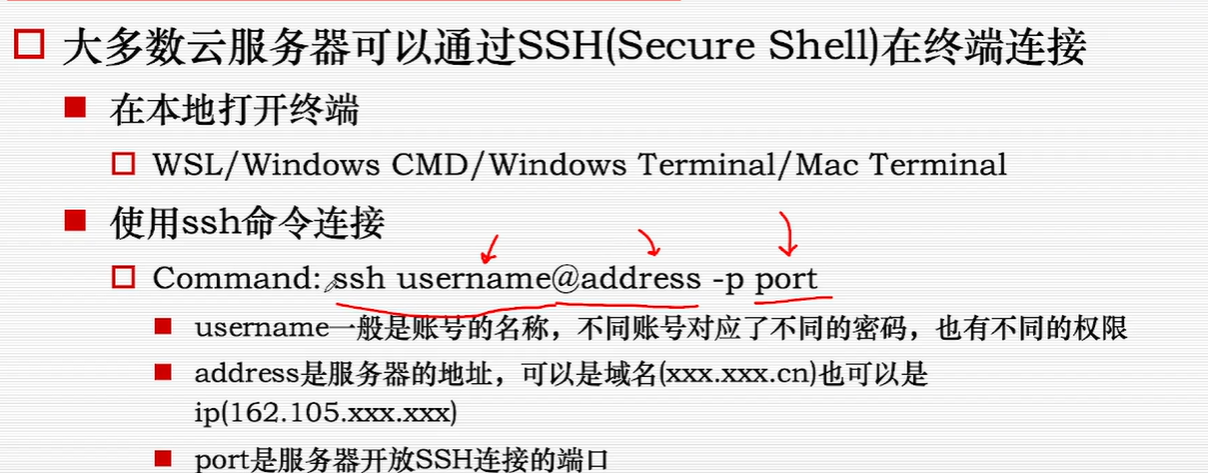 大多数云服务器可以通过SSH(Secure Shell)在终端连接
在本地打开终端
WSL/Windows CMD/Windows Terminal/Mac Terminal
使用ssh命令连接
Command: ssh username@address -p port
username一般是账号的名称，不同账号对应了不同的密码，也有不同的权限
address是服务器的地址，可以是域名(xxx.xxx.cn)也可以是
ip(162.105.xxx.xxx)
port是服务器开放SSH连接的端口